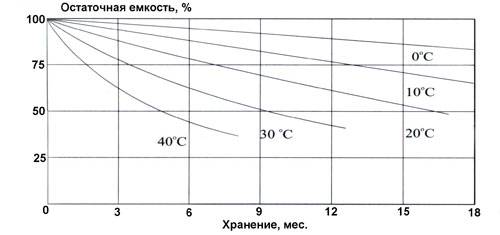 Остаточная емкость, %
100
75
50
25
0°C
10°C
20°C
30 °C
40°C
0 3 6 9 12 15 18
Хранение, мес.